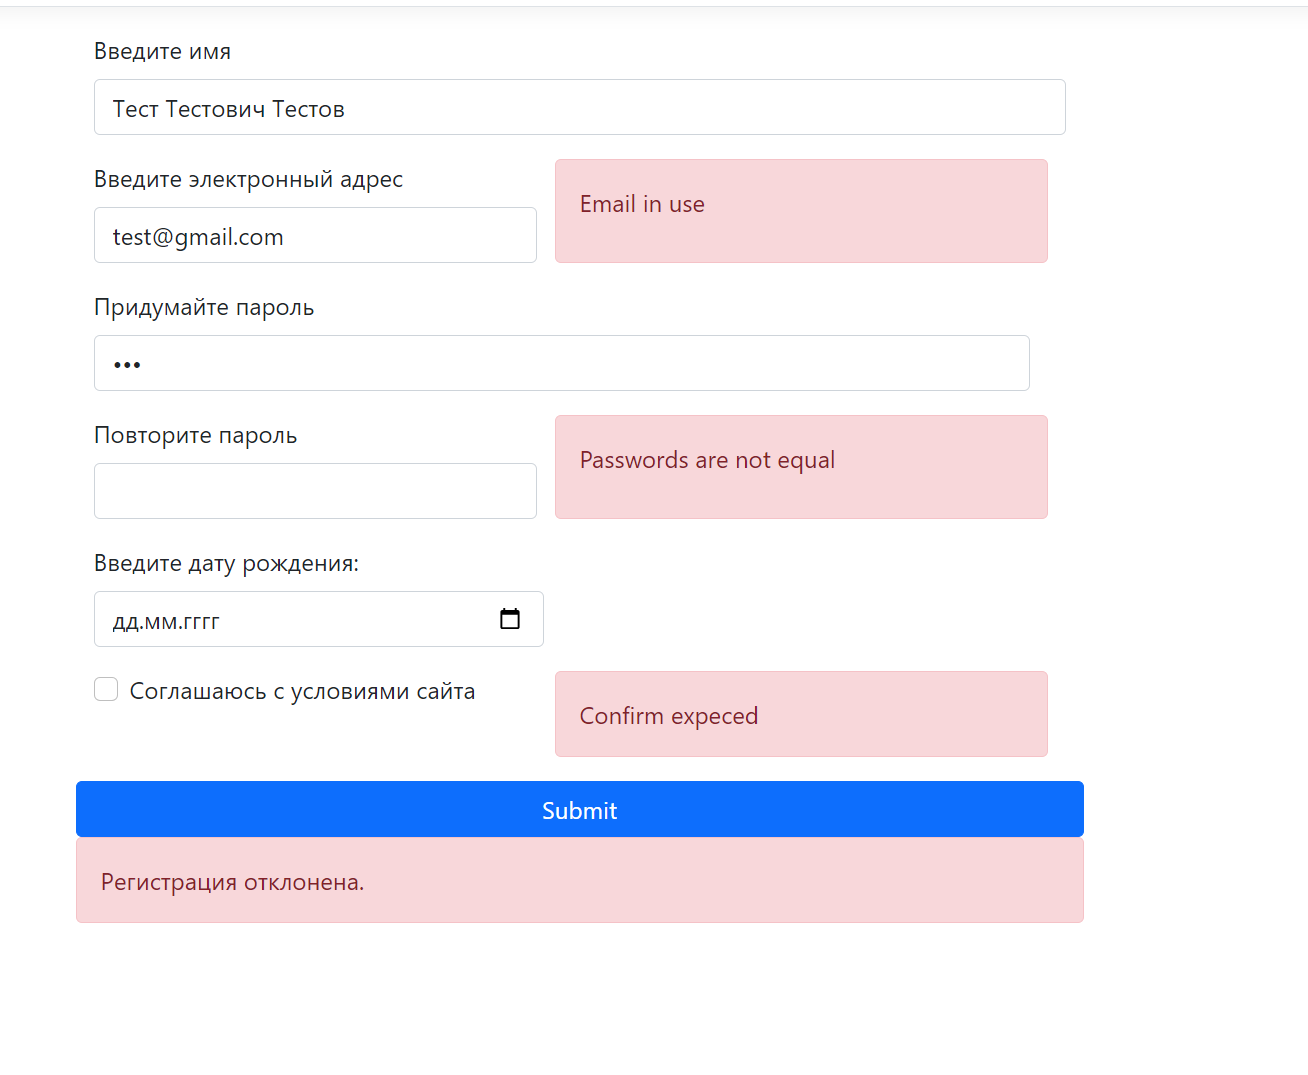 Введите имя
Тест Тестович Тестов
Введите электронный адрес
Email in use
test@gmail.com
Придумайте пароль
•••
Повторите пароль
Passwords are not equal
Введите дату рождения:
дд.мм.гггг
Соглашаюсь с условиями сайта
Confirm expeced
Submit
Регистрация отклонена.